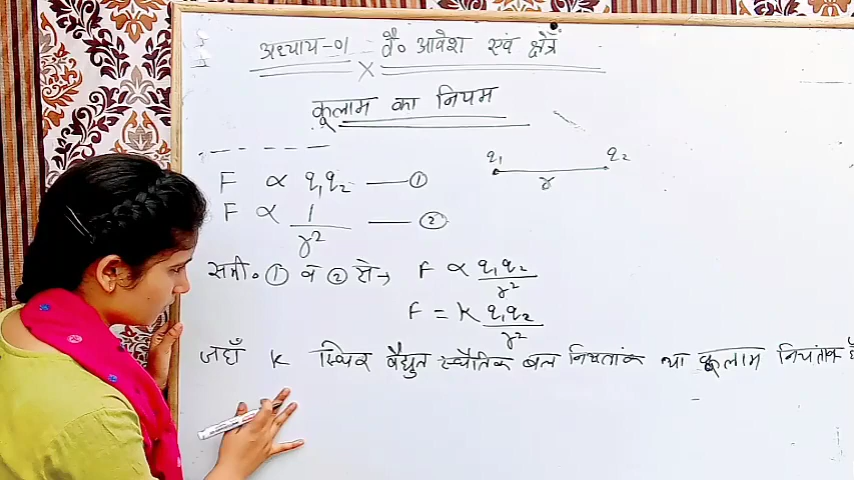 अध्याय-01 वै० आवेश एवं क्षेत्र
कूलाम का नियम
F ∝ q₁q₂ —— ①
q₁ r q₂
F ∝ 1/r² —— ②
समी० ① व ② से→ F ∝ q₁q₂/r²
F = K q₁q₂/r²
जहाँ K स्थिर वैद्युत स्थैतिक बल नियतांक या कूलाम नियतांक है